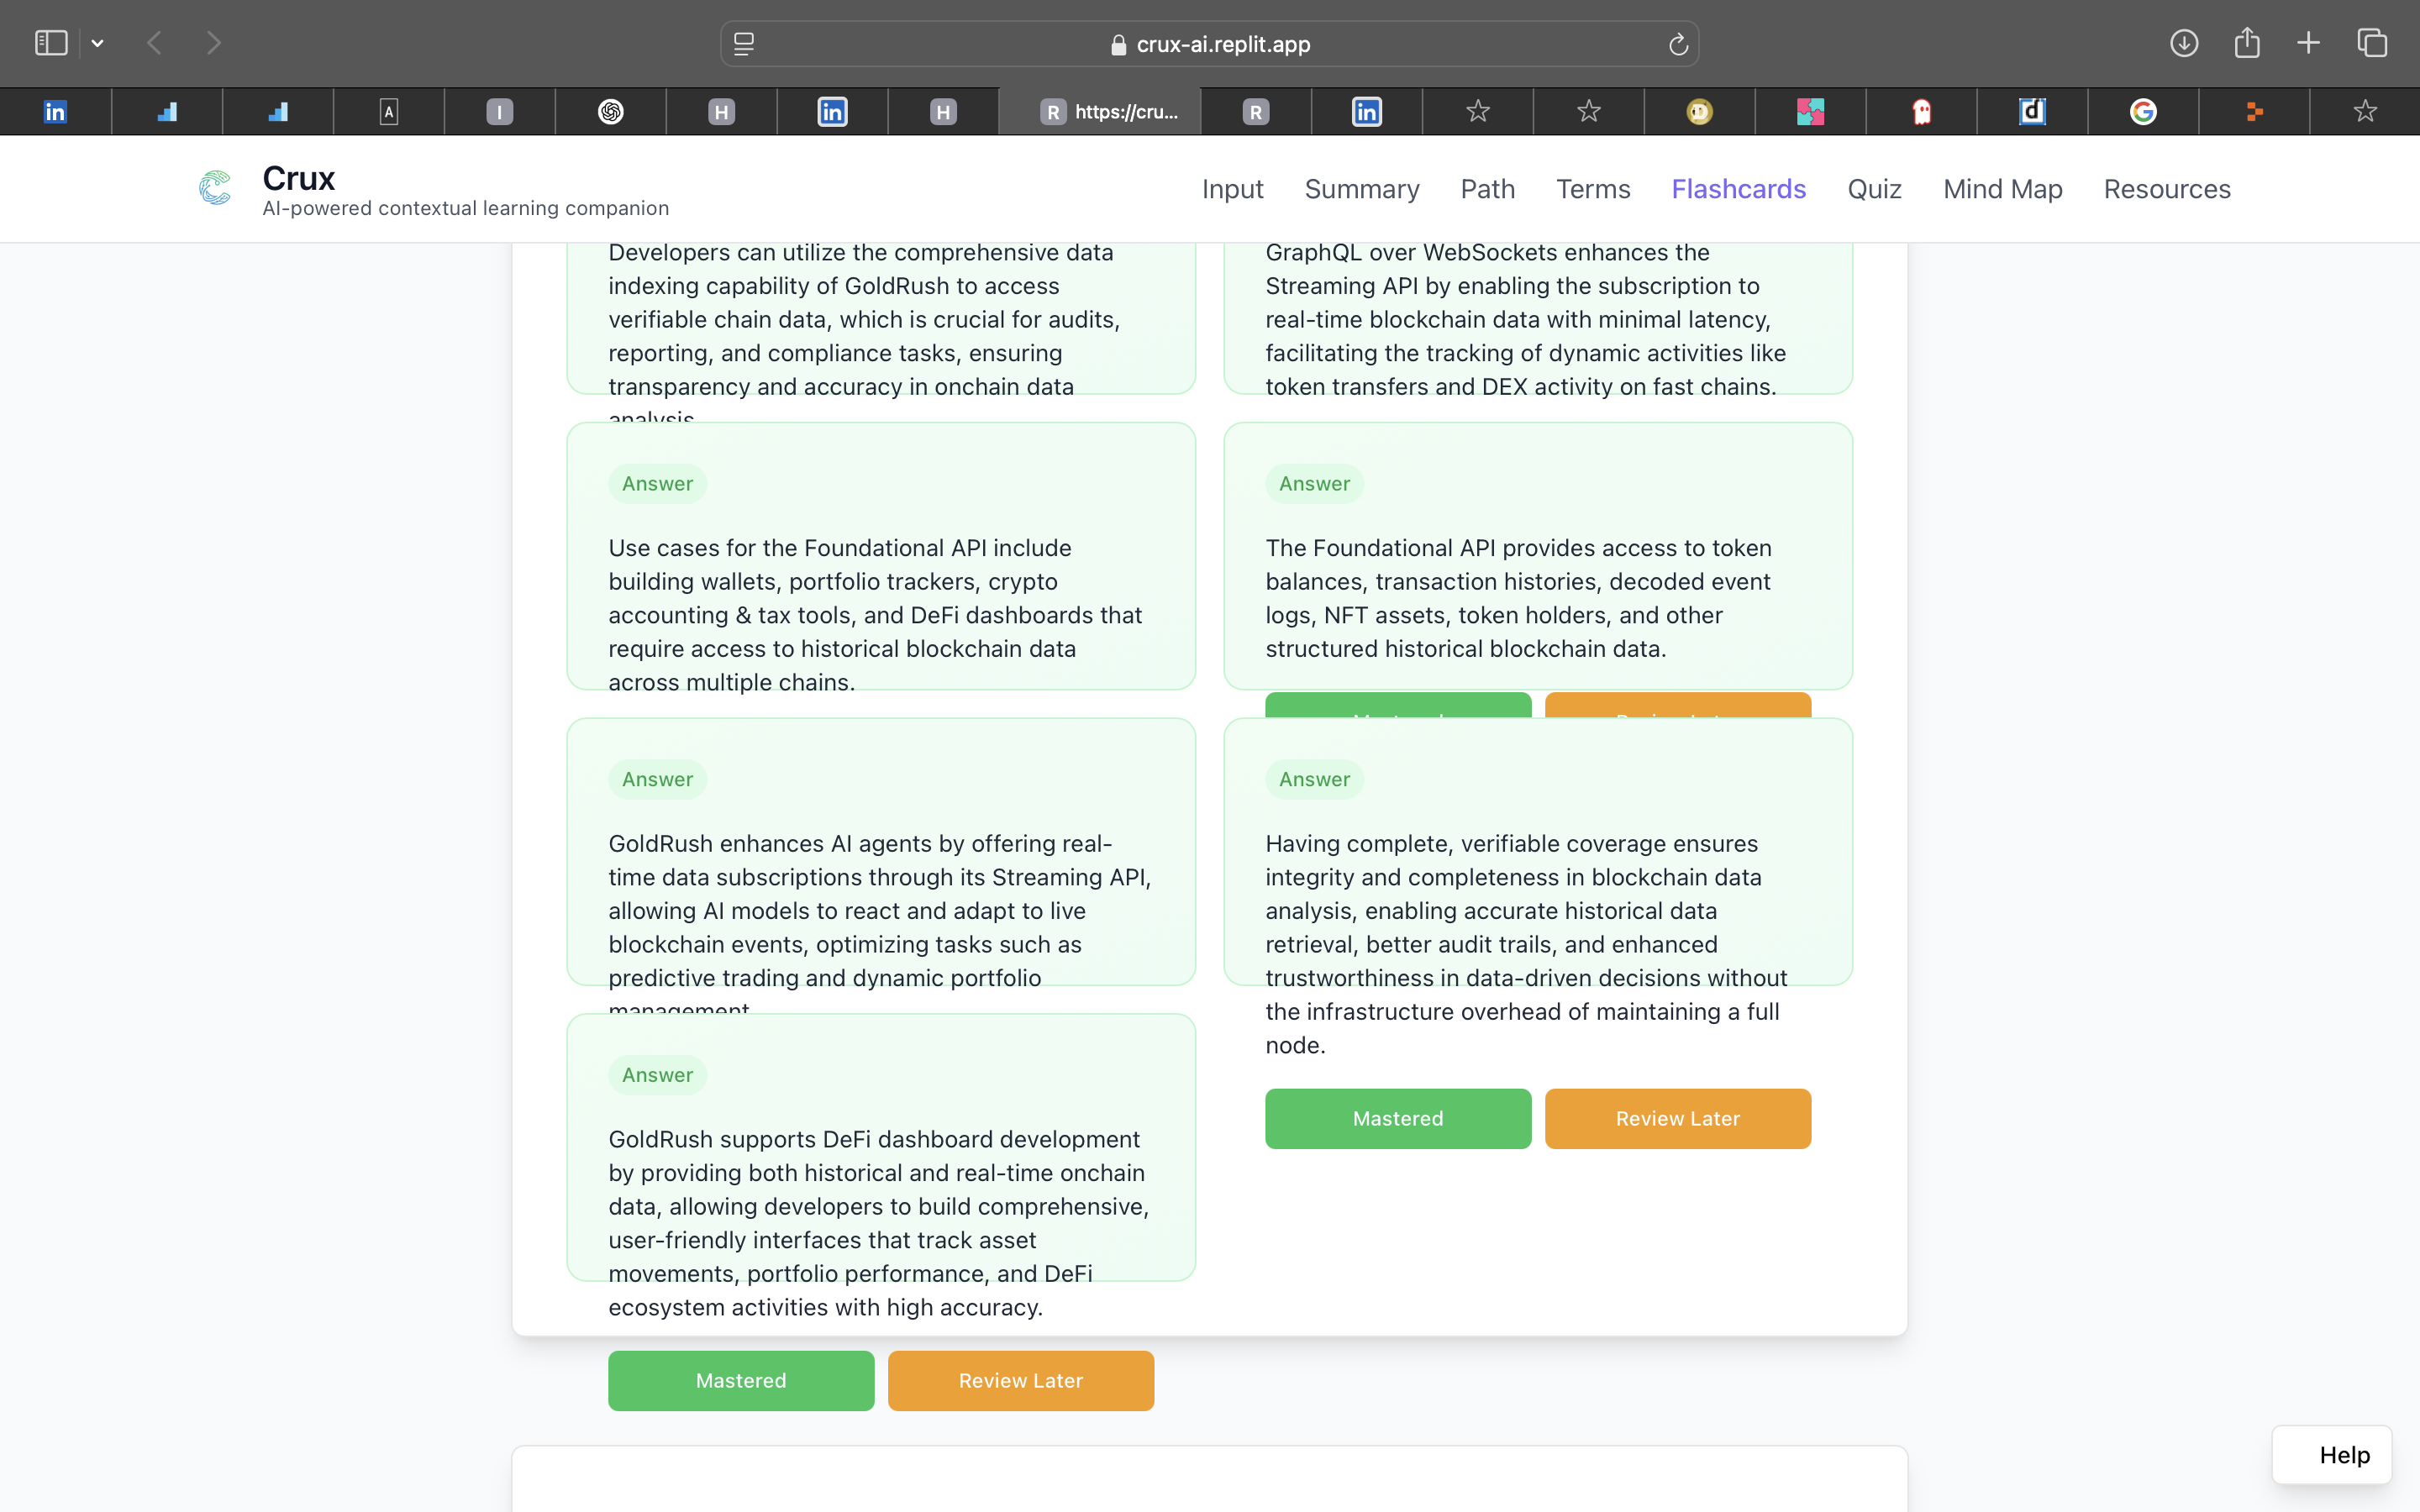 crux-ai.replit.app
in
A
I
H
in
H
R https://cru...
R
in
d
G
Crux
AI-powered contextual learning companion
Input Summary Path Terms Flashcards Quiz Mind Map Resources
Developers can utilize the comprehensive data
indexing capability of GoldRush to access
verifiable chain data, which is crucial for audits,
reporting, and compliance tasks, ensuring
transparency and accuracy in onchain data
analysis.
GraphQL over WebSockets enhances the
Streaming API by enabling the subscription to
real-time blockchain data with minimal latency,
facilitating the tracking of dynamic activities like
token transfers and DEX activity on fast chains.
Answer
Use cases for the Foundational API include
building wallets, portfolio trackers, crypto
accounting & tax tools, and DeFi dashboards that
require access to historical blockchain data
across multiple chains.
Answer
The Foundational API provides access to token
balances, transaction histories, decoded event
logs, NFT assets, token holders, and other
structured historical blockchain data.
Answer
GoldRush enhances AI agents by offering real-
time data subscriptions through its Streaming API,
allowing AI models to react and adapt to live
blockchain events, optimizing tasks such as
predictive trading and dynamic portfolio
management.
Answer
Having complete, verifiable coverage ensures
integrity and completeness in blockchain data
analysis, enabling accurate historical data
retrieval, better audit trails, and enhanced
trustworthiness in data-driven decisions without
the infrastructure overhead of maintaining a full
node.
Mastered Review Later
Answer
GoldRush supports DeFi dashboard development
by providing both historical and real-time onchain
data, allowing developers to build comprehensive,
user-friendly interfaces that track asset
movements, portfolio performance, and DeFi
ecosystem activities with high accuracy.
Mastered Review Later
Help